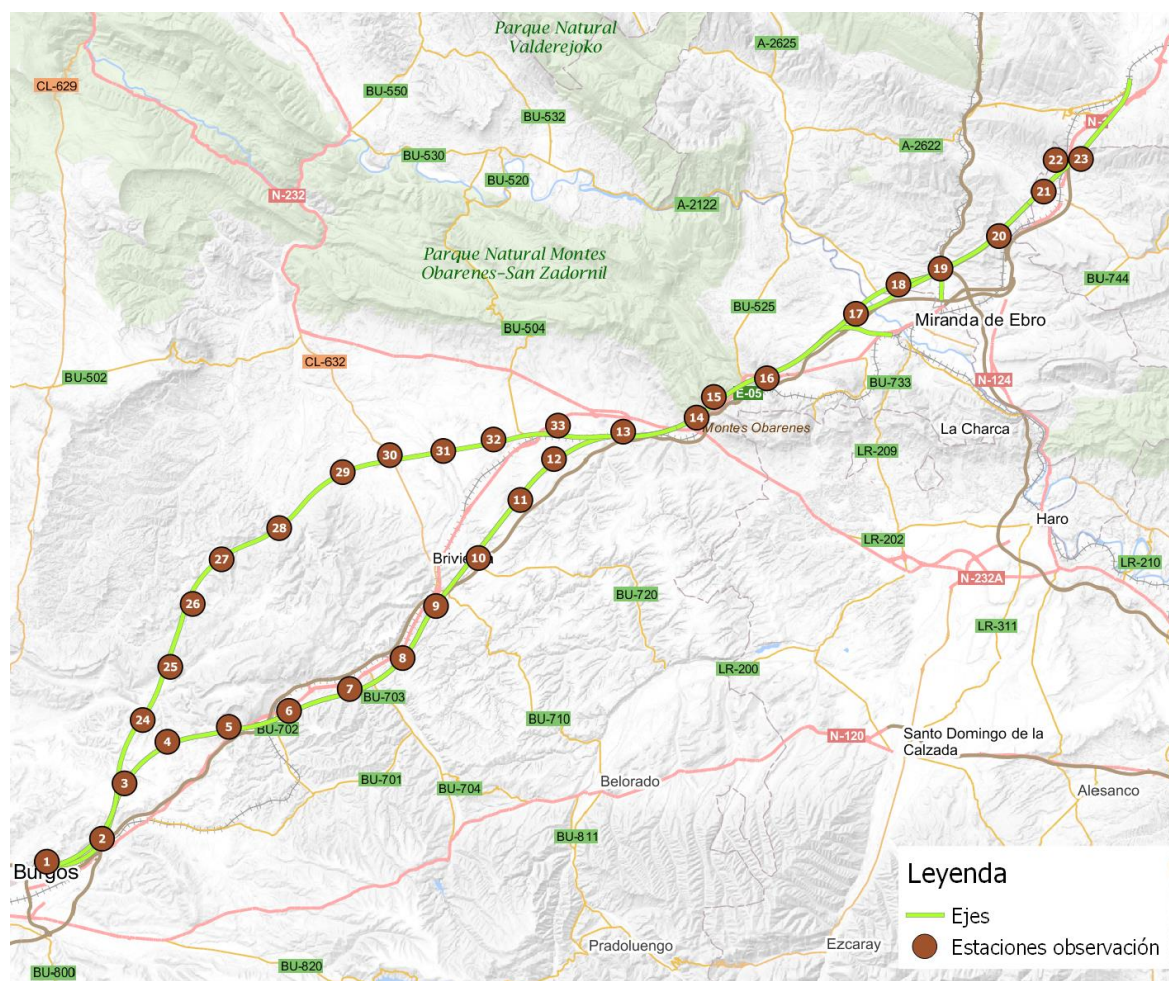 Parque Natural
Valderejoko
A-2625
CL-629
BU-550
BU-532
N-1
A-2622
22
23
BU-530
BU-520
21
N-232
A-2122
20
Parque Natural Montes
Obarenes-San Zadornil
19
BU-744
18
BU-525
17
Miranda de Ebro
BU-504
CL-632
BU-502
16
N-124
BU-733
15
E-05
14
Montes Obarenes
33
13
La Charca
32
31
30
12
LR-209
29
11
Haro
28
LR-202
27
10
LR-210
N-232A
BU-720
26
9
LR-311
8
25
LR-200
7
BU-703
6
24
BU-710
5
BU-702
4
N-120
Santo Domingo de la
Calzada
3
BU-701
BU-704
Belorado
Alesanco
2
BU-811
1
Burgos
Leyenda
Ejes
Estaciones observación
Pradoluengo
Ezcaray
BU-800
BU-820